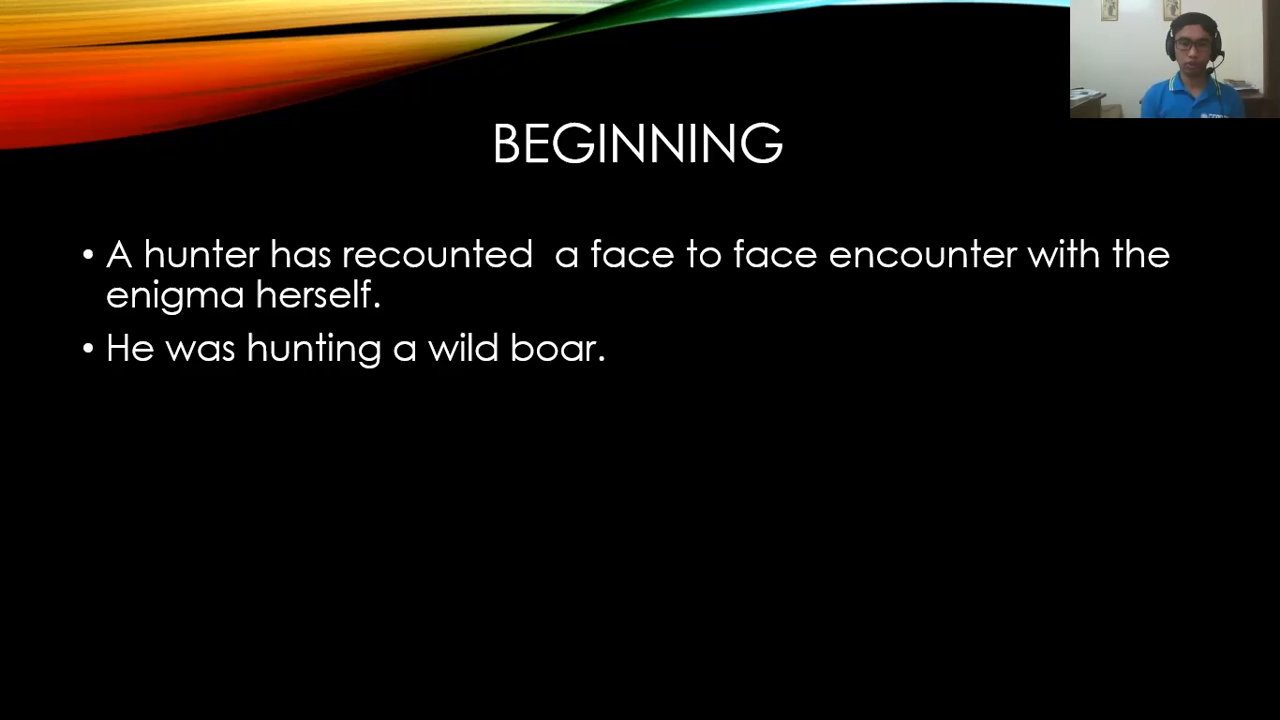 BEGINNING
• A hunter has recounted  a face to face encounter with the
enigma herself.
• He was hunting a wild boar.